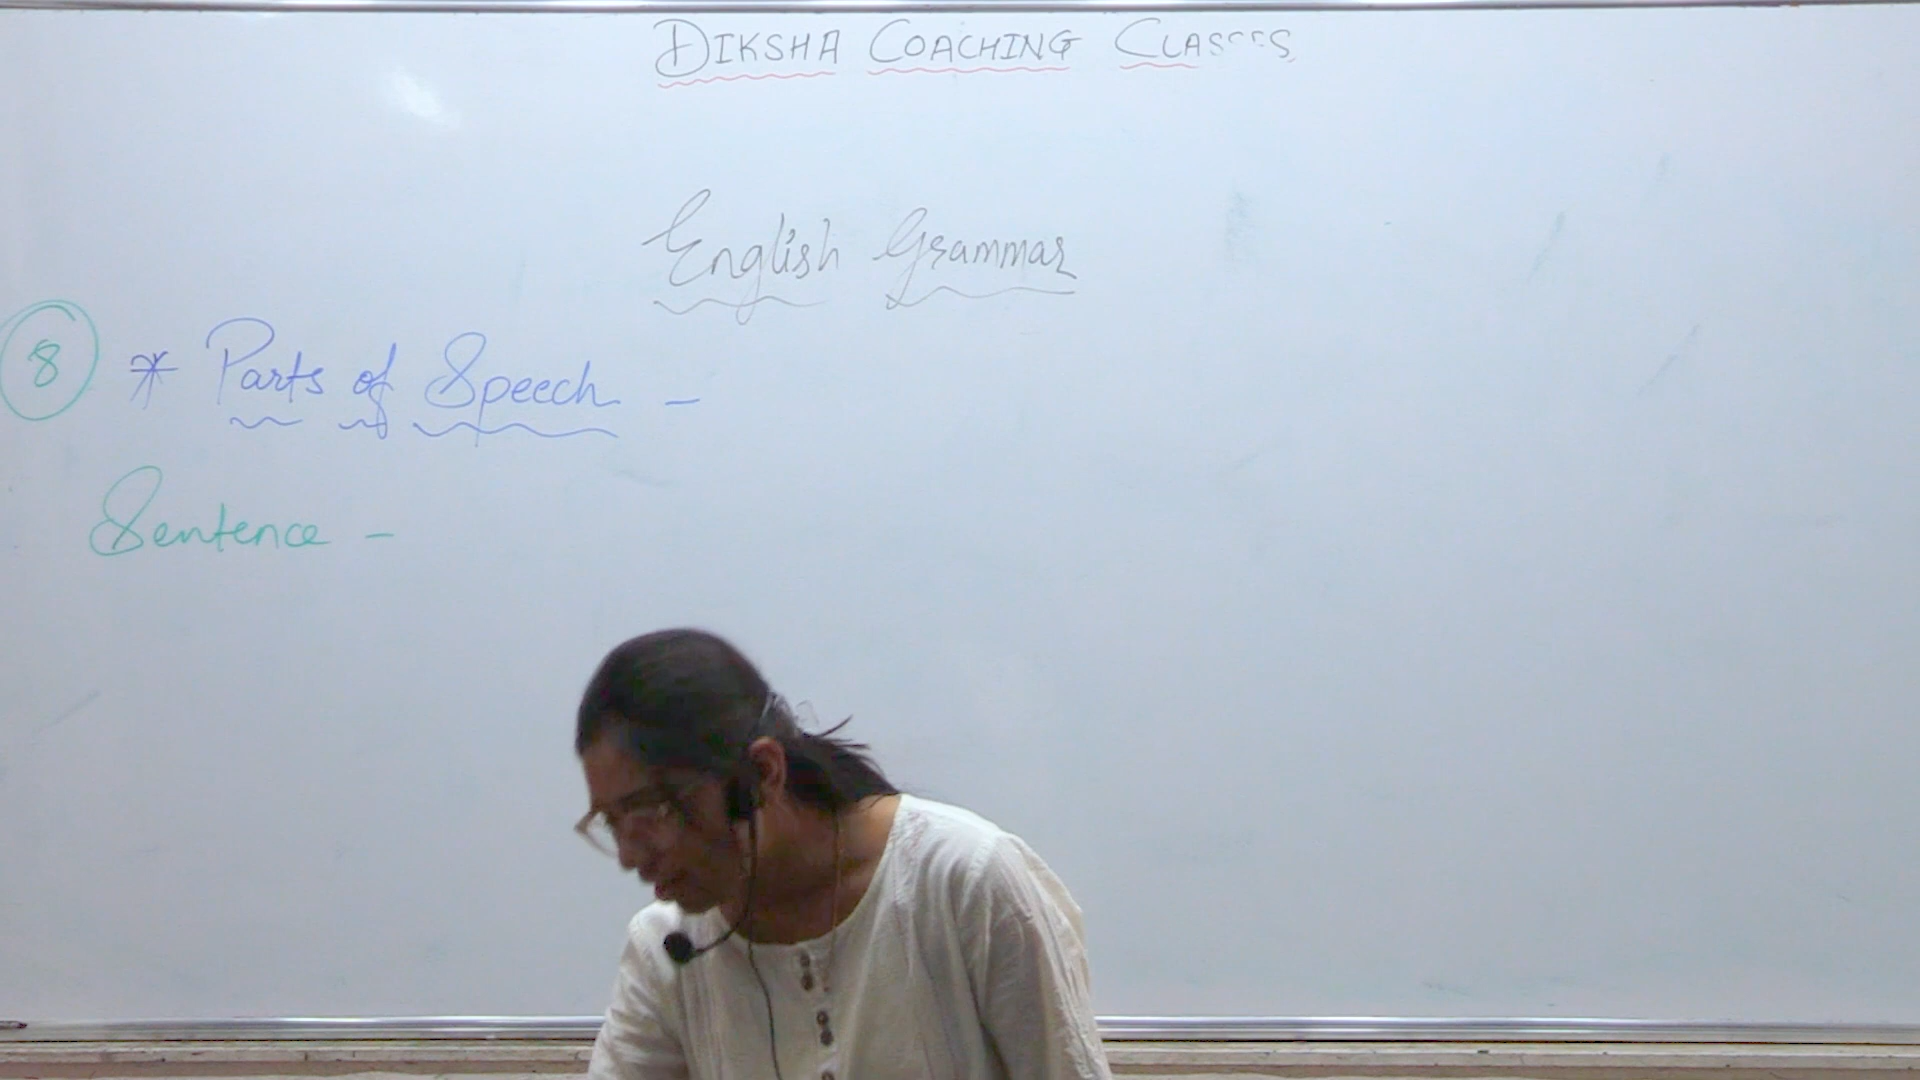 DIKSHA COACHING CLASSES
English Grammar
8 * Parts of Speech -
Sentence -